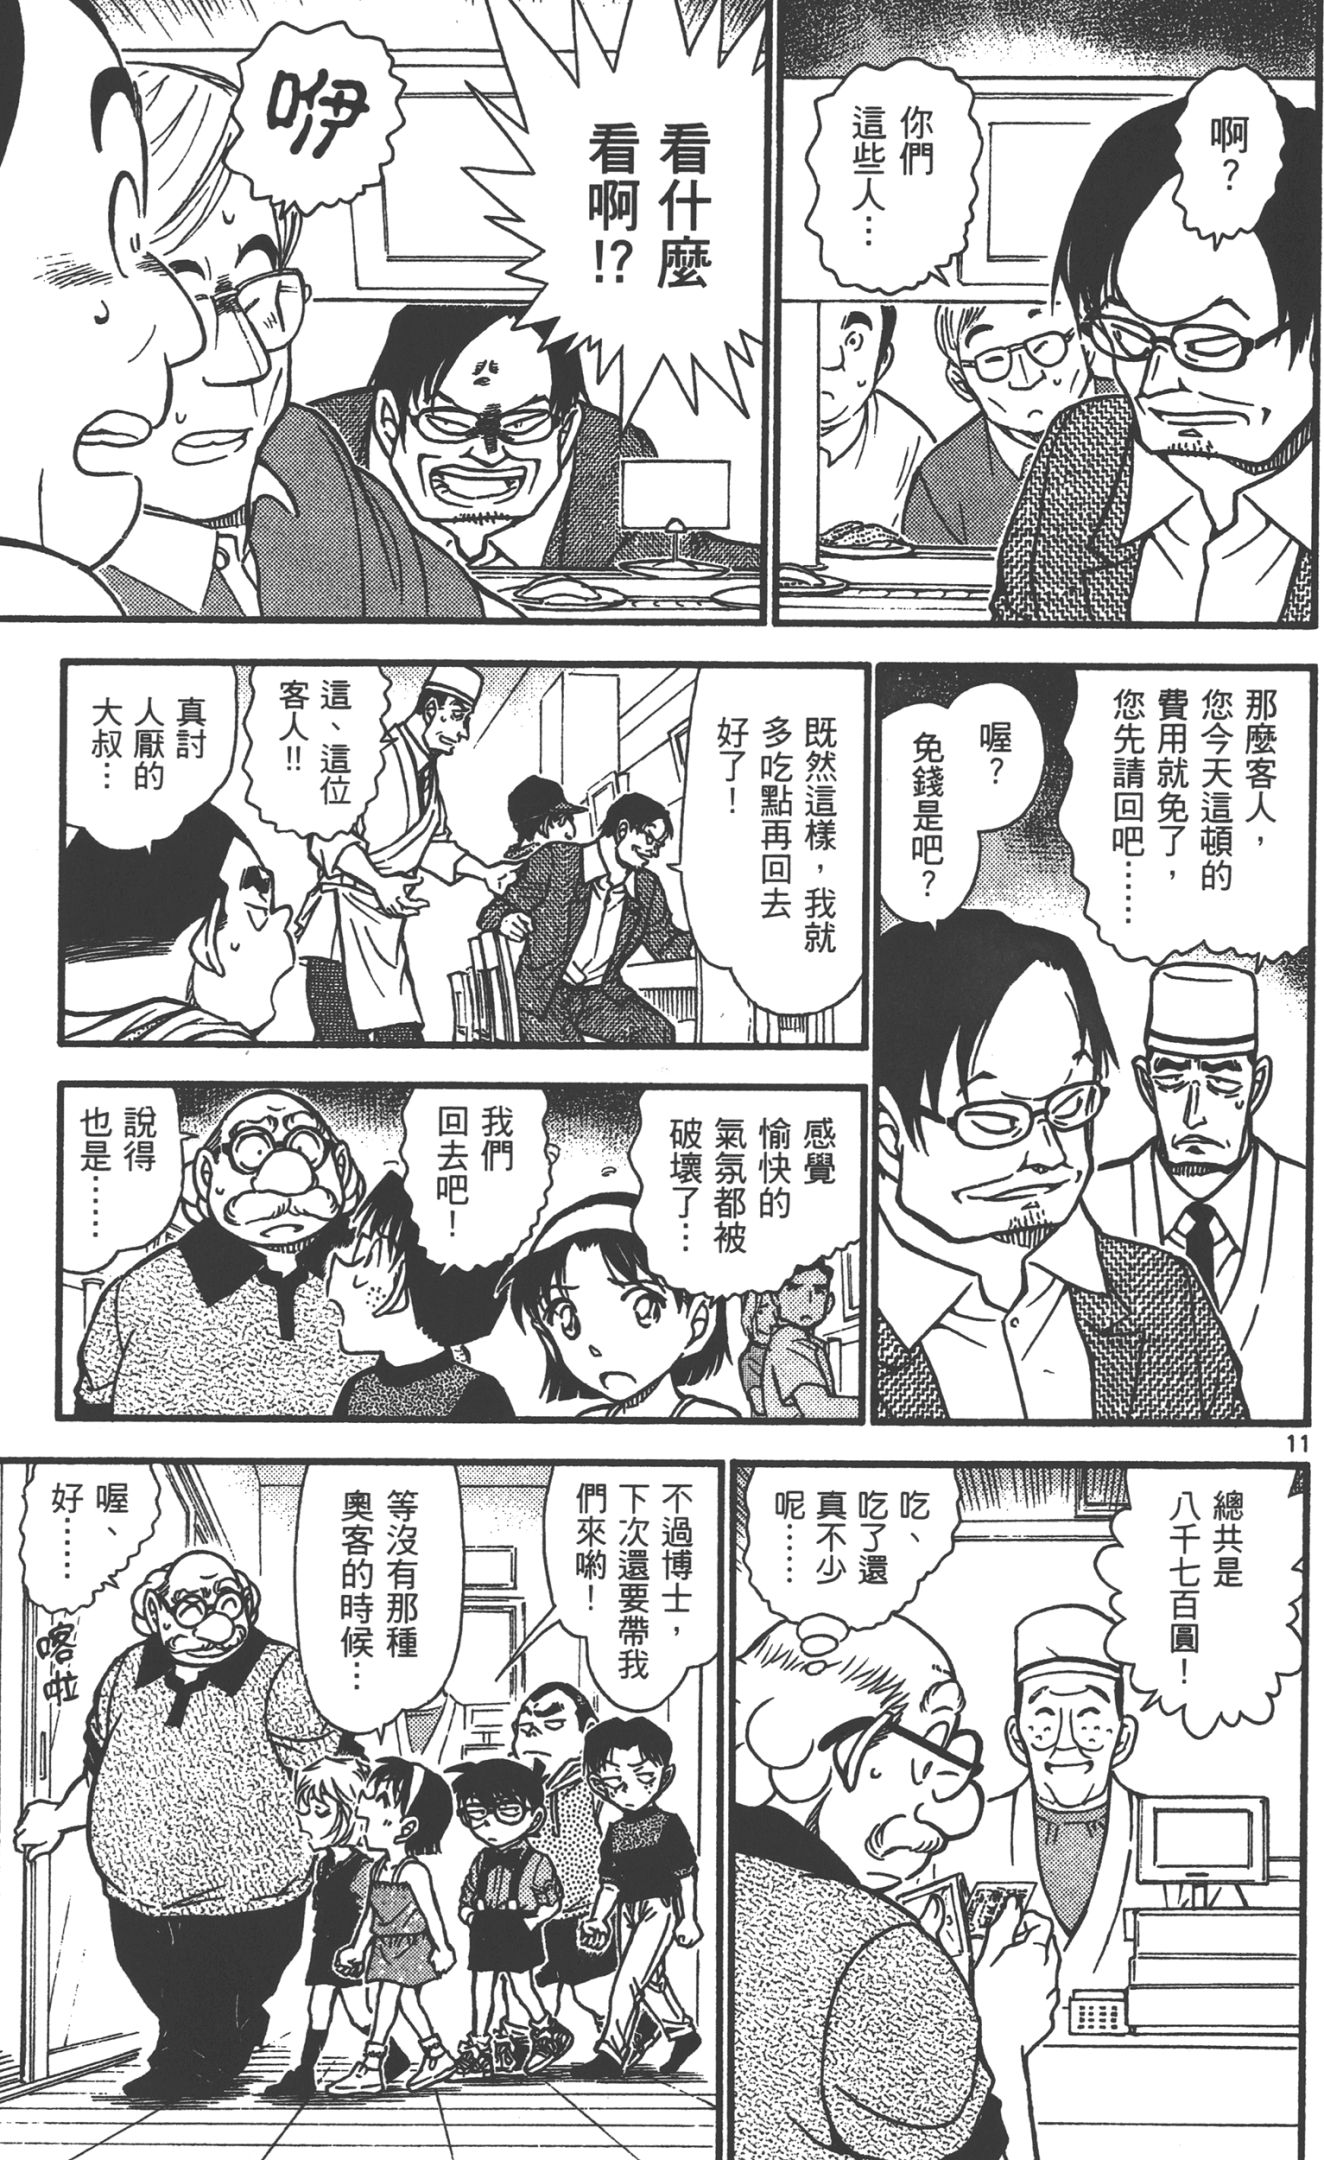 啊?
你們
這些人…
看什麼
看啊!?
咿
那麼客人，
您今天這頓的
費用就免了，
您先請回吧……
喔?
免錢是吧?
既然這樣，我就
多吃點再回去
好了!
這、這位
客人!!
真討
人厭的
大叔…
感覺
愉快的
氣氛都被
破壞了…
我們
回去吧!
說得
也是……
11
總共是
八千七百圓!
吃、
吃了還
真不少
呢……
不過博士，
下次還要帶我
們來喲!
等沒有那種
奧客的時候…
喔、
好……
喀啦